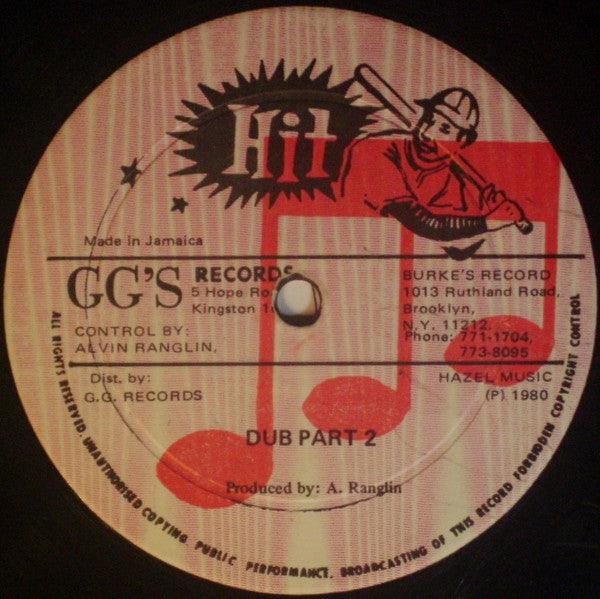 Hit
Made in Jamaica
GG'S RECORDS
5 Hope Ro
Kingston
CONTROL BY:
ALVIN RANGLIN,
BURKE'S RECORD
1013 Ruthland Road,
Brooklyn,
N.Y. 11212.
Phone: 771-1704,
773-8095
Dist. by:
G.G. RECORDS
HAZEL MUSIC
(P) 1980
DUB PART 2
Produced by: A. Ranglin
ALL RIGHTS RESERVED. UNAUTHORISED COPYING PUBLIC PERFORMANCE. BROADCASTING OF THIS RECORD FORBIDDEN COPYRIGHT CONTROL